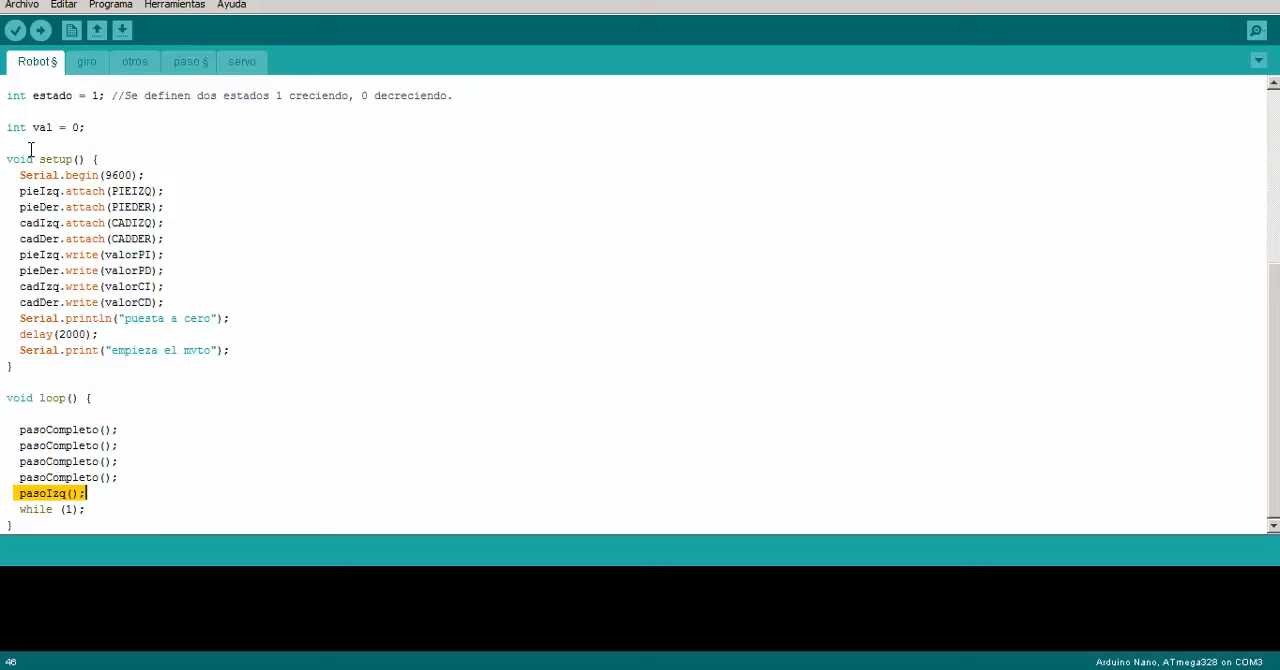 Archivo Editar Programa Herramientas Ayuda
Robot § giro otros paso § servo
int estado = 1; //Se definen dos estados 1 creciendo, 0 decreciendo.
int val = 0;
void setup() {
Serial.begin(9600);
pieIzq.attach(PIEIZQ);
pieDer.attach(PIEDER);
cadIzq.attach(CADIZQ);
cadDer.attach(CADDER);
pieIzq.write(valorPI);
pieDer.write(valorPD);
cadIzq.write(valorCI);
cadDer.write(valorCD);
Serial.println("puesta a cero");
delay(2000);
Serial.print("empieza el mvto");
}
void loop() {
pasoCompleto();
pasoCompleto();
pasoCompleto();
pasoCompleto();
pasoIzq();
while (1);
}
46 Arduino Nano, ATmega328 on COM3